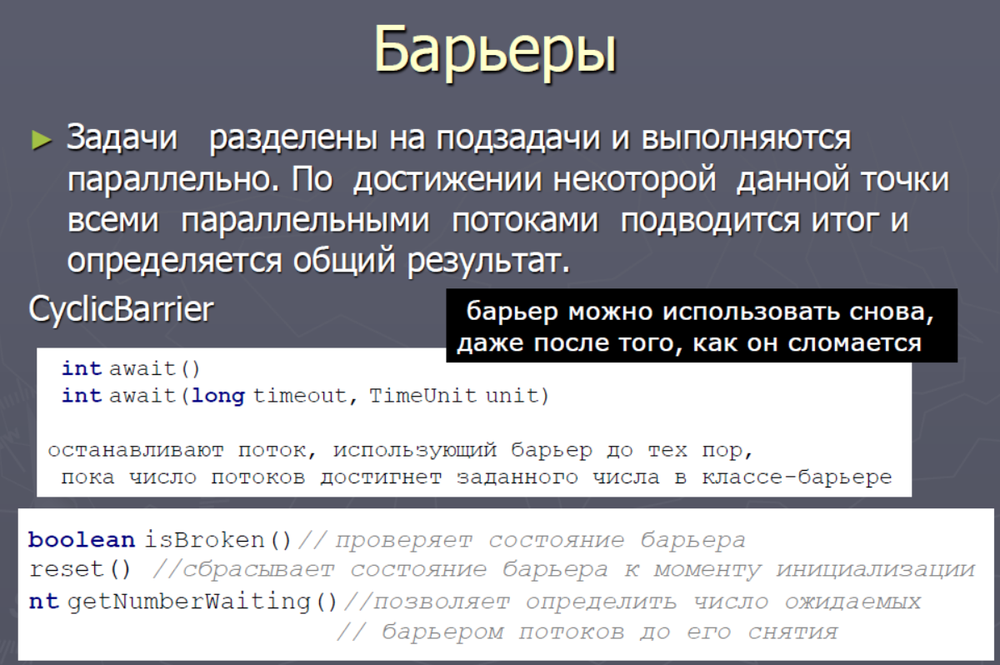 Барьеры
► Задачи разделены на подзадачи и выполняются
параллельно. По достижении некоторой данной точки
всеми параллельными потоками подводится итог и
определяется общий результат.
CyclicBarrier
барьер можно использовать снова,
даже после того, как он сломается
int await()
int await(long timeout, TimeUnit unit)
останавливают поток, использующий барьер до тех пор,
пока число потоков достигнет заданного числа в классе-барьере
boolean isBroken()// проверяет состояние барьера
reset() //сбрасывает состояние барьера к моменту инициализации
nt getNumberWaiting()//позволяет определить число ожидаемых
// барьером потоков до его снятия